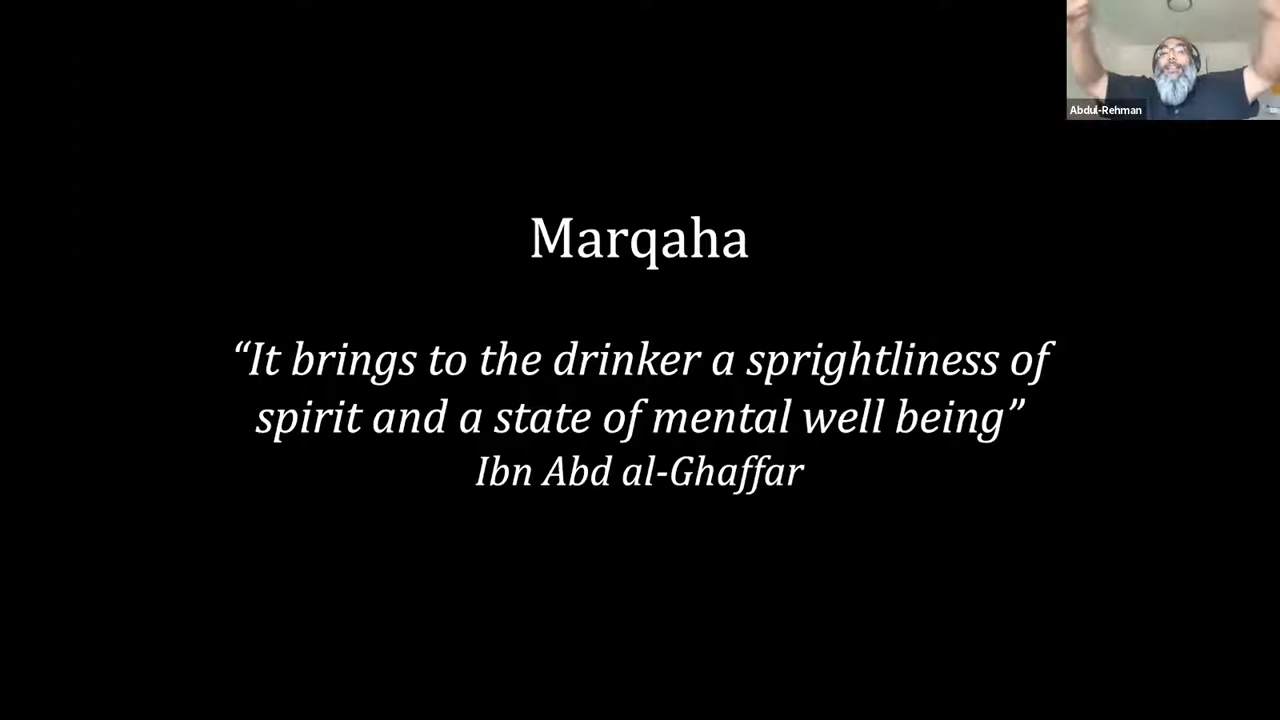 Abdul-Rehman
Marqaha
“It brings to the drinker a sprightliness of
spirit and a state of mental well being”
Ibn Abd al-Ghaffar